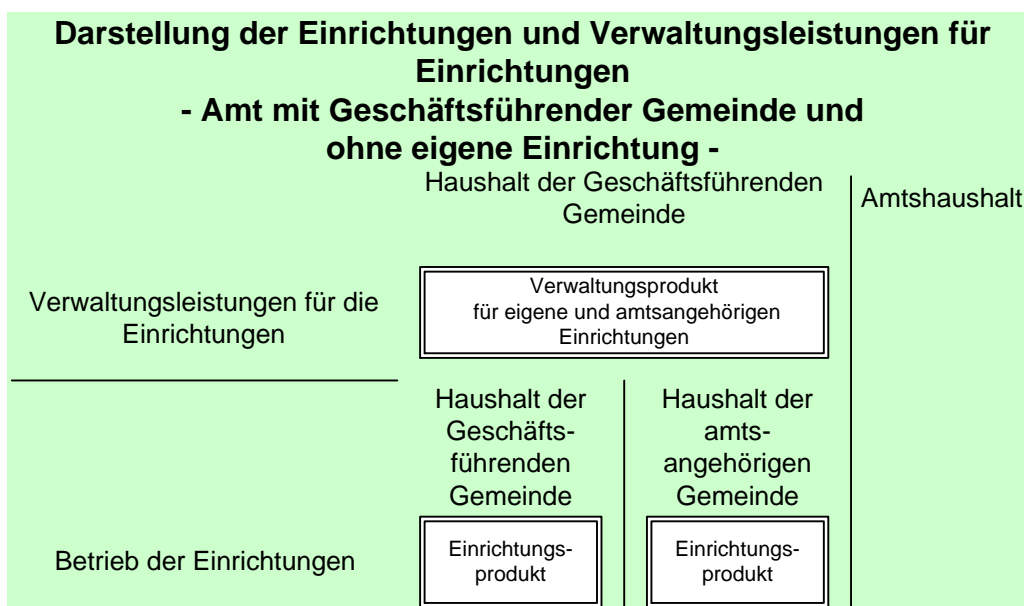 Darstellung der Einrichtungen und Verwaltungsleistungen für
Einrichtungen
- Amt mit Geschäftsführender Gemeinde und
ohne eigene Einrichtung -
Haushalt der Geschäftsführenden
Gemeinde
Amtshaushalt
Verwaltungsleistungen für die
Einrichtungen
Verwaltungsprodukt
für eigene und amtsangehörigen
Einrichtungen
Haushalt der
Geschäfts-
führenden
Gemeinde
Haushalt der
amts-
angehörigen
Gemeinde
Betrieb der Einrichtungen
Einrichtungs-
produkt
Einrichtungs-
produkt